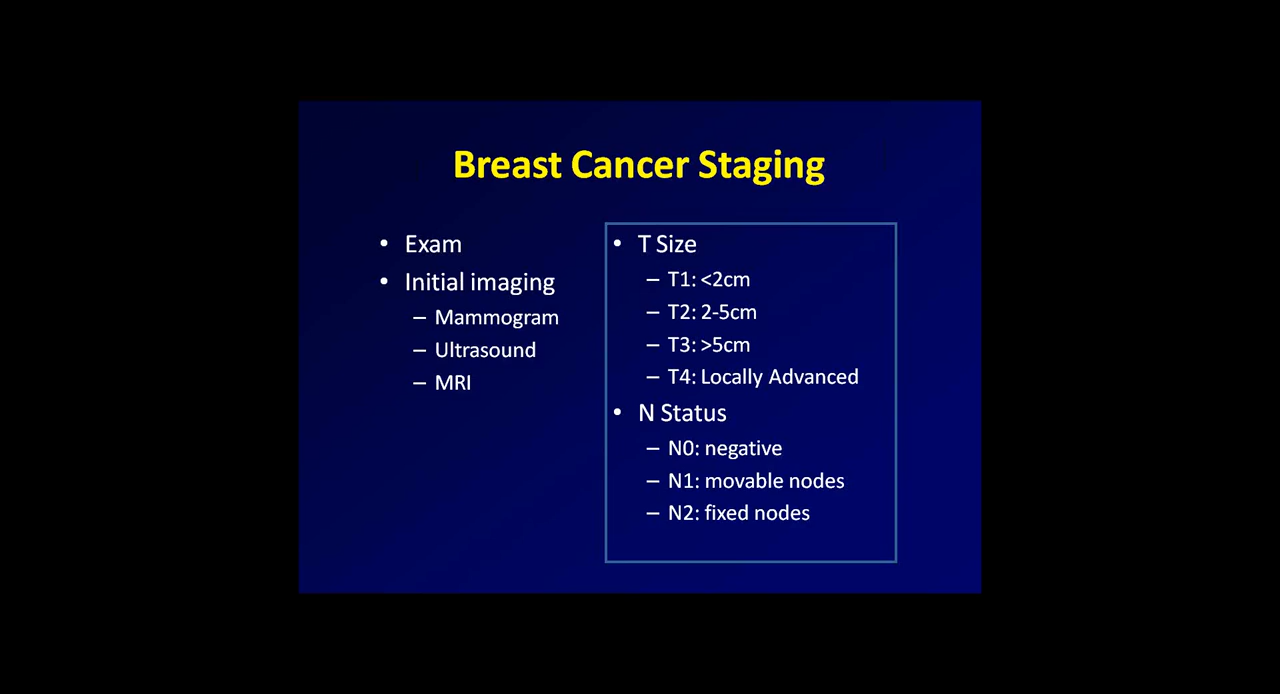 Breast Cancer Staging
• Exam
• Initial imaging
– Mammogram
– Ultrasound
– MRI
• T Size
– T1: <2cm
– T2: 2-5cm
– T3: >5cm
– T4: Locally Advanced
• N Status
– N0: negative
– N1: movable nodes
– N2: fixed nodes